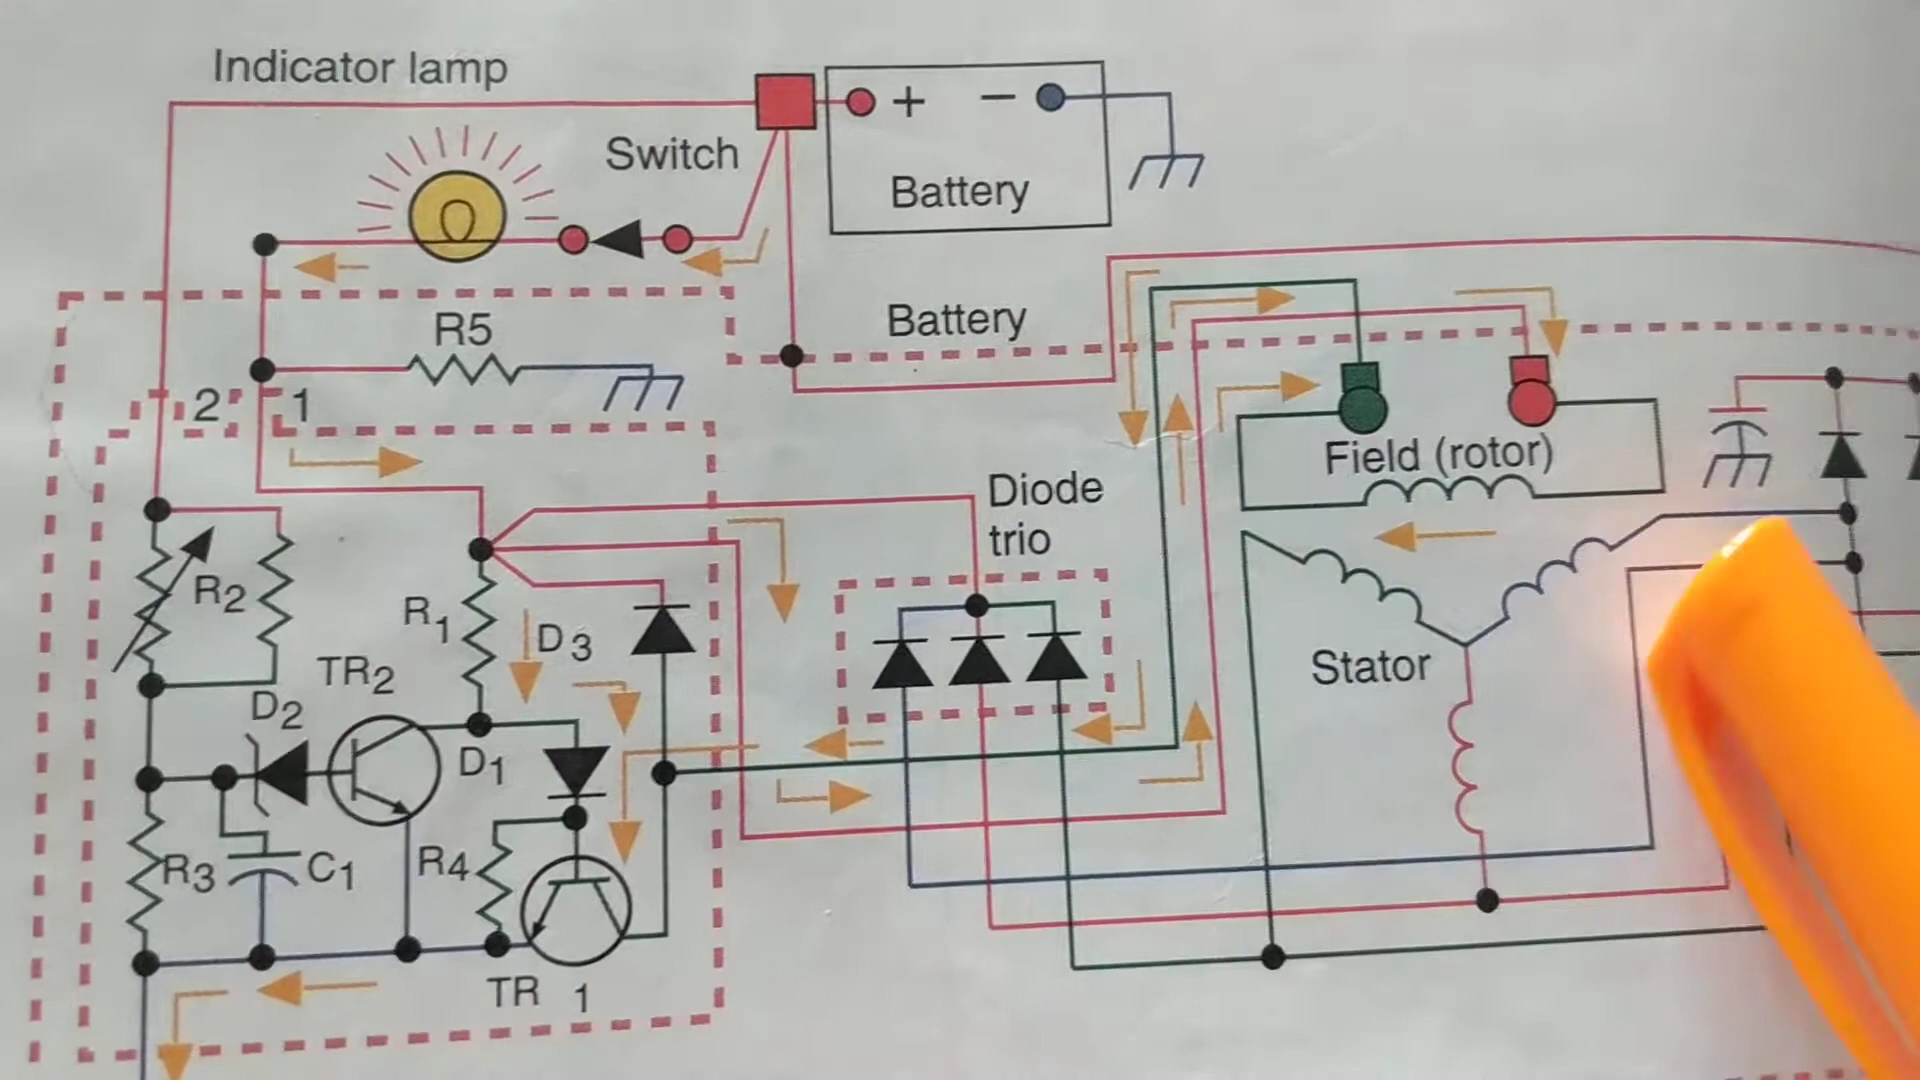 Indicator lamp
Switch
+ −
Battery
Battery
R5
2 1
Field (rotor)
Diode
trio
R2
R1
D3
TR2
D2
D1
Stator
R3
C1
R4
TR 1